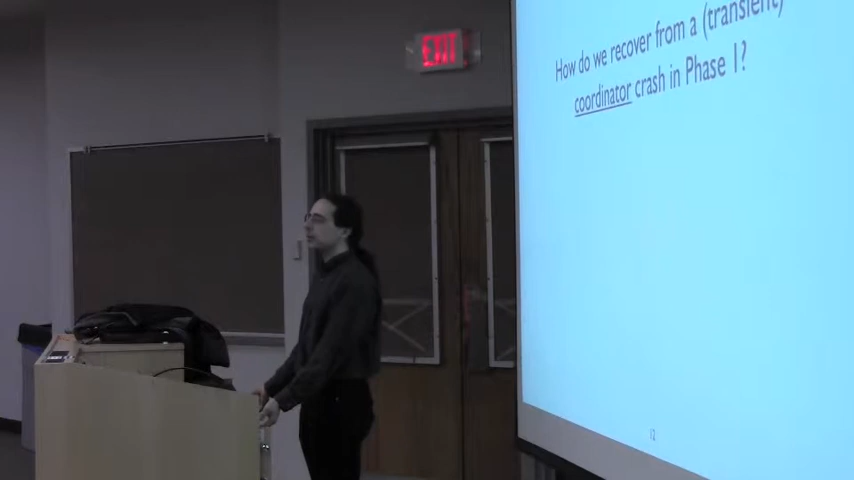 EXIT
How do we recover from a (transient)
coordinator crash in Phase 1?
12